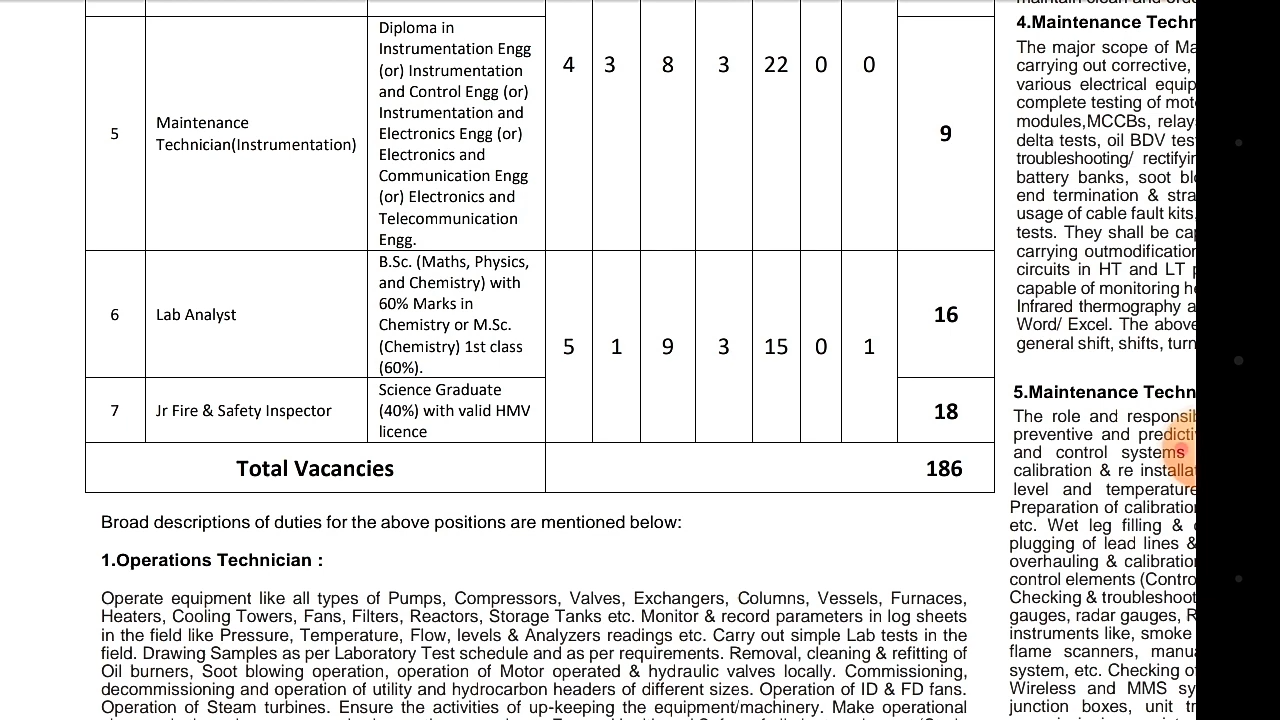 5
Maintenance
Technician(Instrumentation)
Diploma in
Instrumentation Engg
(or) Instrumentation
and Control Engg (or)
Instrumentation and
Electronics Engg (or)
Electronics and
Communication Engg
(or) Electronics and
Telecommunication
Engg.
4 3 8 3 22 0 0
9
6
Lab Analyst
B.Sc. (Maths, Physics,
and Chemistry) with
60% Marks in
Chemistry or M.Sc.
(Chemistry) 1st class
(60%).
5 1 9 3 15 0 1
16
7
Jr Fire & Safety Inspector
Science Graduate
(40%) with valid HMV
licence
18
Total Vacancies 186
Broad descriptions of duties for the above positions are mentioned below:
1.Operations Technician :
Operate equipment like all types of Pumps, Compressors, Valves, Exchangers, Columns, Vessels, Furnaces,
Heaters, Cooling Towers, Fans, Filters, Reactors, Storage Tanks etc. Monitor & record parameters in log sheets
in the field like Pressure, Temperature, Flow, levels & Analyzers readings etc. Carry out simple Lab tests in the
field. Drawing Samples as per Laboratory Test schedule and as per requirements. Removal, cleaning & refitting of
Oil burners, Soot blowing operation, operation of Motor operated & hydraulic valves locally. Commissioning,
decommissioning and operation of utility and hydrocarbon headers of different sizes. Operation of ID & FD fans.
Operation of Steam turbines. Ensure the activities of up-keeping the equipment/machinery. Make operational
4.Maintenance Techn
The major scope of Ma
carrying out corrective,
various electrical equip
complete testing of mot
modules,MCCBs, relay
delta tests, oil BDV tes
troubleshooting/ rectifyin
battery banks, soot bl
end termination & stra
usage of cable fault kits,
tests. They shall be cap
carrying outmodification
circuits in HT and LT p
capable of monitoring he
Infrared thermography a
Word/ Excel. The above
general shift, shifts, turn
5.Maintenance Techn
The role and responsib
preventive and predicti
and control systems
calibration & re installa
level and temperature
Preparation of calibration
etc. Wet leg filling &
plugging of lead lines &
overhauling & calibration
control elements (Contro
Checking & troubleshoot
gauges, radar gauges, R
instruments like, smoke
flame scanners, manua
system, etc. Checking of
Wireless and MMS sy
junction boxes, unit t